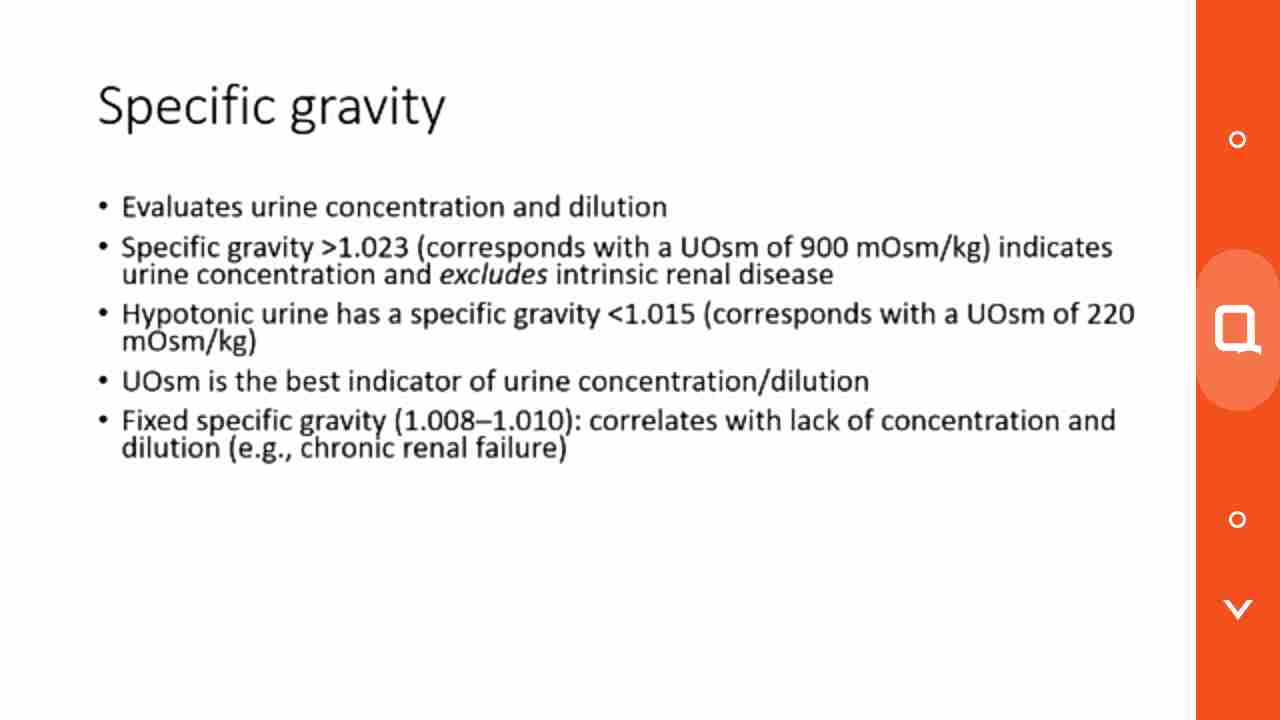 Specific gravity
• Evaluates urine concentration and dilution
• Specific gravity >1.023 (corresponds with a UOsm of 900 mOsm/kg) indicates
urine concentration and excludes intrinsic renal disease
• Hypotonic urine has a specific gravity <1.015 (corresponds with a UOsm of 220
mOsm/kg)
• UOsm is the best indicator of urine concentration/dilution
• Fixed specific gravity (1.008–1.010): correlates with lack of concentration and
dilution (e.g., chronic renal failure)